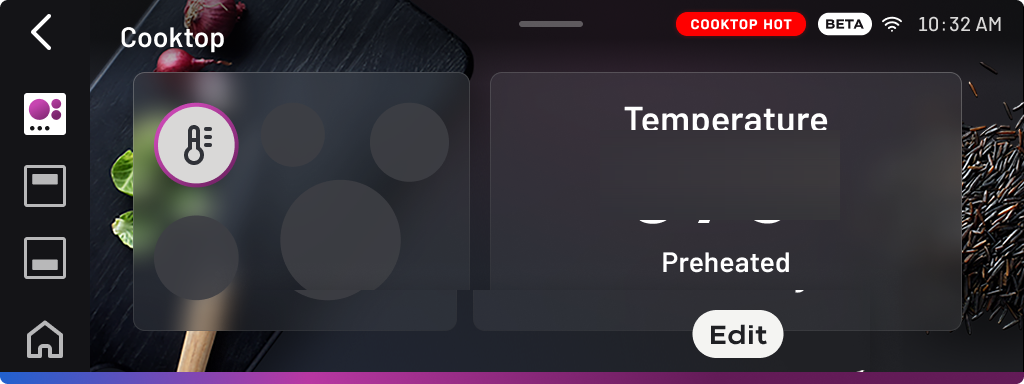 COOKTOP HOT
BETA
10:32 AM
Cooktop
Temperature
Preheated
Edit